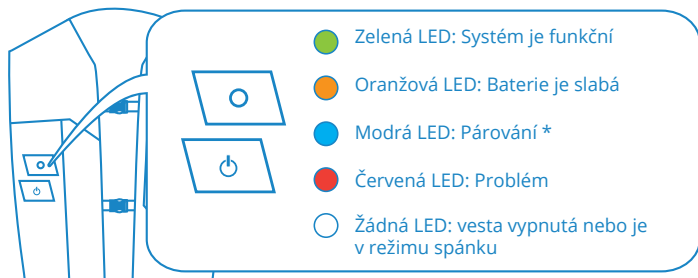 Zelená LED: Systém je funkční
Oranžová LED: Baterie je slabá
Modrá LED: Párování *
Červená LED: Problém
Žádná LED: vesta vypnutá nebo je
v režimu spánku